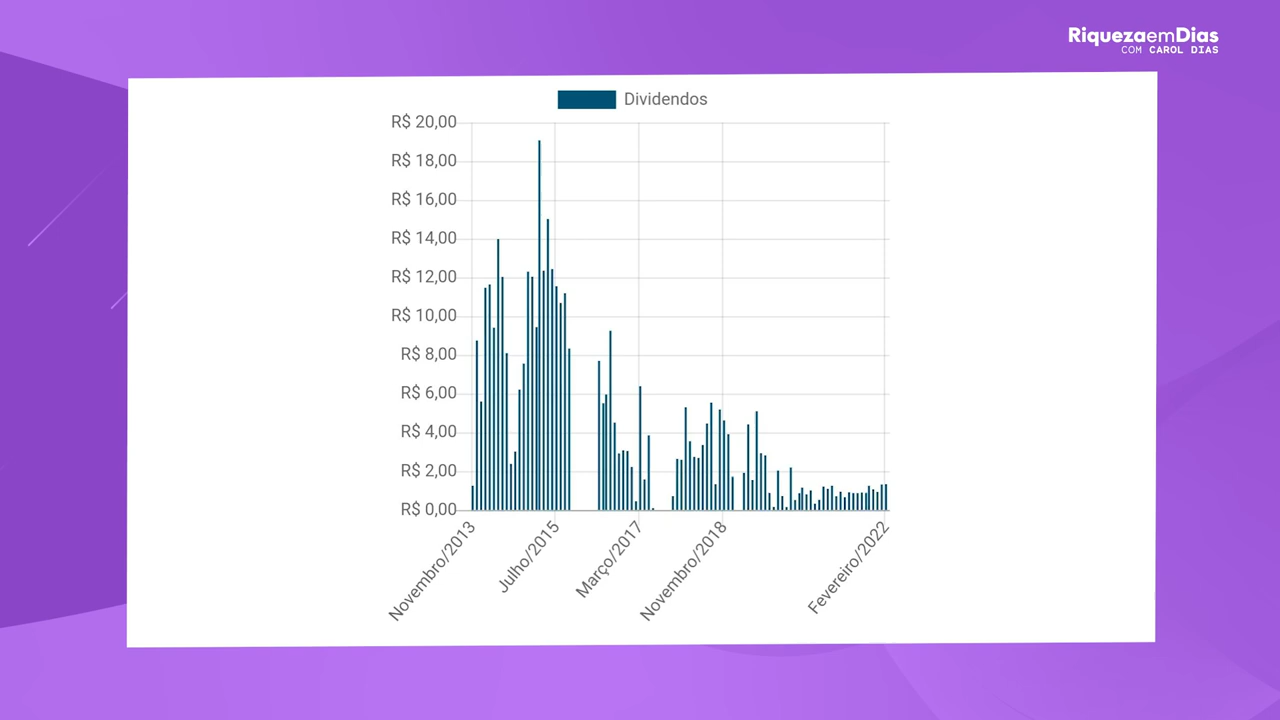 RiquezaemDias
COM CAROL DIAS
Dividendos
R$ 20,00
R$ 18,00
R$ 16,00
R$ 14,00
R$ 12,00
R$ 10,00
R$ 8,00
R$ 6,00
R$ 4,00
R$ 2,00
R$ 0,00
Novembro/2013
Julho/2015
Março/2017
Novembro/2018
Fevereiro/2022